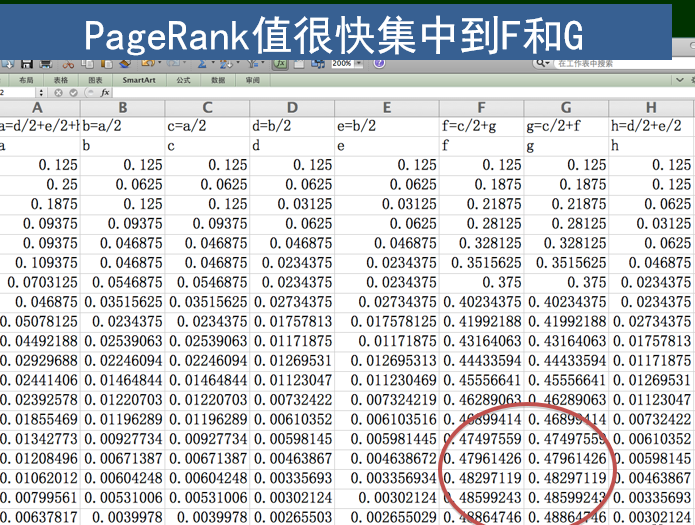 PageRank值很快集中到F和G
200%
在工作表中搜索
布局 表格 图表 SmartArt 公式 数据 审阅
fx
A B C D E F G H
b=a/2 c=a/2 d=b/2 e=b/2 f=c/2+g g=c/2+f h=d/2+e/2
a b c d e f g h
0.125 0.125 0.125 0.125 0.125 0.125 0.125 0.125
0.25 0.0625 0.0625 0.0625 0.0625 0.1875 0.1875 0.125
0.1875 0.125 0.125 0.03125 0.03125 0.21875 0.21875 0.0625
0.09375 0.09375 0.09375 0.0625 0.0625 0.28125 0.28125 0.03125
0.09375 0.046875 0.046875 0.046875 0.046875 0.328125 0.328125 0.0625
0.109375 0.046875 0.046875 0.0234375 0.0234375 0.3515625 0.3515625 0.046875
0.0703125 0.0546875 0.0546875 0.0234375 0.0234375 0.375 0.375 0.0234375
0.046875 0.03515625 0.03515625 0.02734375 0.02734375 0.40234375 0.40234375 0.0234375
0.05078125 0.0234375 0.0234375 0.01757813 0.017578125 0.41992188 0.41992188 0.02734375
0.04492188 0.02539063 0.02539063 0.01171875 0.01171875 0.43164063 0.43164063 0.01757813
0.02929688 0.02246094 0.02246094 0.01269531 0.012695313 0.44433594 0.44433594 0.01171875
0.02441406 0.01464844 0.01464844 0.01123047 0.011230469 0.45556641 0.45556641 0.01269531
0.02392578 0.01220703 0.01220703 0.00732422 0.007324219 0.46289063 0.46289063 0.01123047
0.01855469 0.01196289 0.01196289 0.00610352 0.006103516 0.46899414 0.46899414 0.00732422
0.01342773 0.00927734 0.00927734 0.00598145 0.005981445 0.47497559 0.47497559 0.00610352
0.01208496 0.00671387 0.00671387 0.00463867 0.004638672 0.47961426 0.47961426 0.00598145
0.01062012 0.00604248 0.00604248 0.00335693 0.003356934 0.48297119 0.48297119 0.00463867
0.00799561 0.00531006 0.00531006 0.00302124 0.00302124 0.48599243 0.48599243 0.00335693
0.00637817 0.0039978 0.0039978 0.00265503 0.002655029 0.48864746 0.48864746 0.00302124